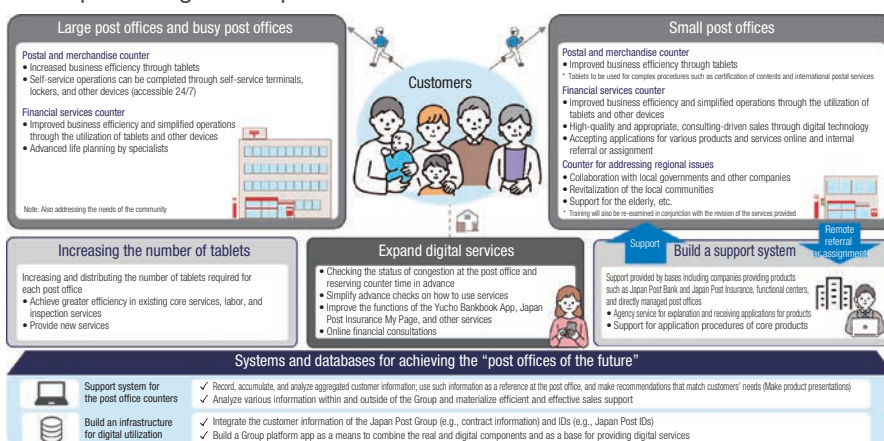 Large post offices and busy post offices
Postal and merchandise counter
• Increased business efficiency through tablets
• Self-service operations can be completed through self-service terminals,
lockers, and other devices (accessible 24/7)
Financial services counter
• Improved business efficiency and simplified operations
through the utilization of tablets and other devices
• Advanced life planning by specialists
Note: Also addressing the needs of the community
Customers
Small post offices
Postal and merchandise counter
• Improved business efficiency through tablets
* Tablets to be used for complex procedures such as certification of contents and international postal services
Financial services counter
• Improved business efficiency and simplified operations through the utilization of
tablets and other devices
• High-quality and appropriate, consulting-driven sales through digital technology
• Accepting applications for various products and services online and internal
referral or assignment
Counter for addressing regional issues
• Collaboration with local governments and other companies
• Revitalization of the local communities
• Support for the elderly, etc.
* Training will also be re-examined in conjunction with the revision of the services provided
Increasing the number of tablets
Increasing and distributing the number of tablets required for
each post office
• Achieve greater efficiency in existing core services, labor, and
inspection services
• Provide new services
Expand digital services
• Checking the status of congestion at the post office and
reserving counter time in advance
• Simplify advance checks on how to use services
• Improve the functions of the Yucho Bankbook App, Japan
Post Insurance My Page, and other services
• Online financial consultations
Support
Build a support system
Remote
referral
or assignment
Support provided by bases including companies providing products
such as Japan Post Bank and Japan Post Insurance, functional centers,
and directly managed post offices
• Agency service for explanation and receiving applications for products
• Support for application procedures of core products
Systems and databases for achieving the “post offices of the future”
Support system for
the post office counters
✓ Record, accumulate, and analyze aggregated customer information; use such information as a reference at the post office, and make recommendations that match customers' needs (Make product presentations)
✓ Analyze various information within and outside of the Group and materialize efficient and effective sales support
Build an infrastructure
for digital utilization
✓ Integrate the customer information of the Japan Post Group (e.g., contract information) and IDs (e.g., Japan Post IDs)
✓ Build a Group platform app as a means to combine the real and digital components and as a base for providing digital services